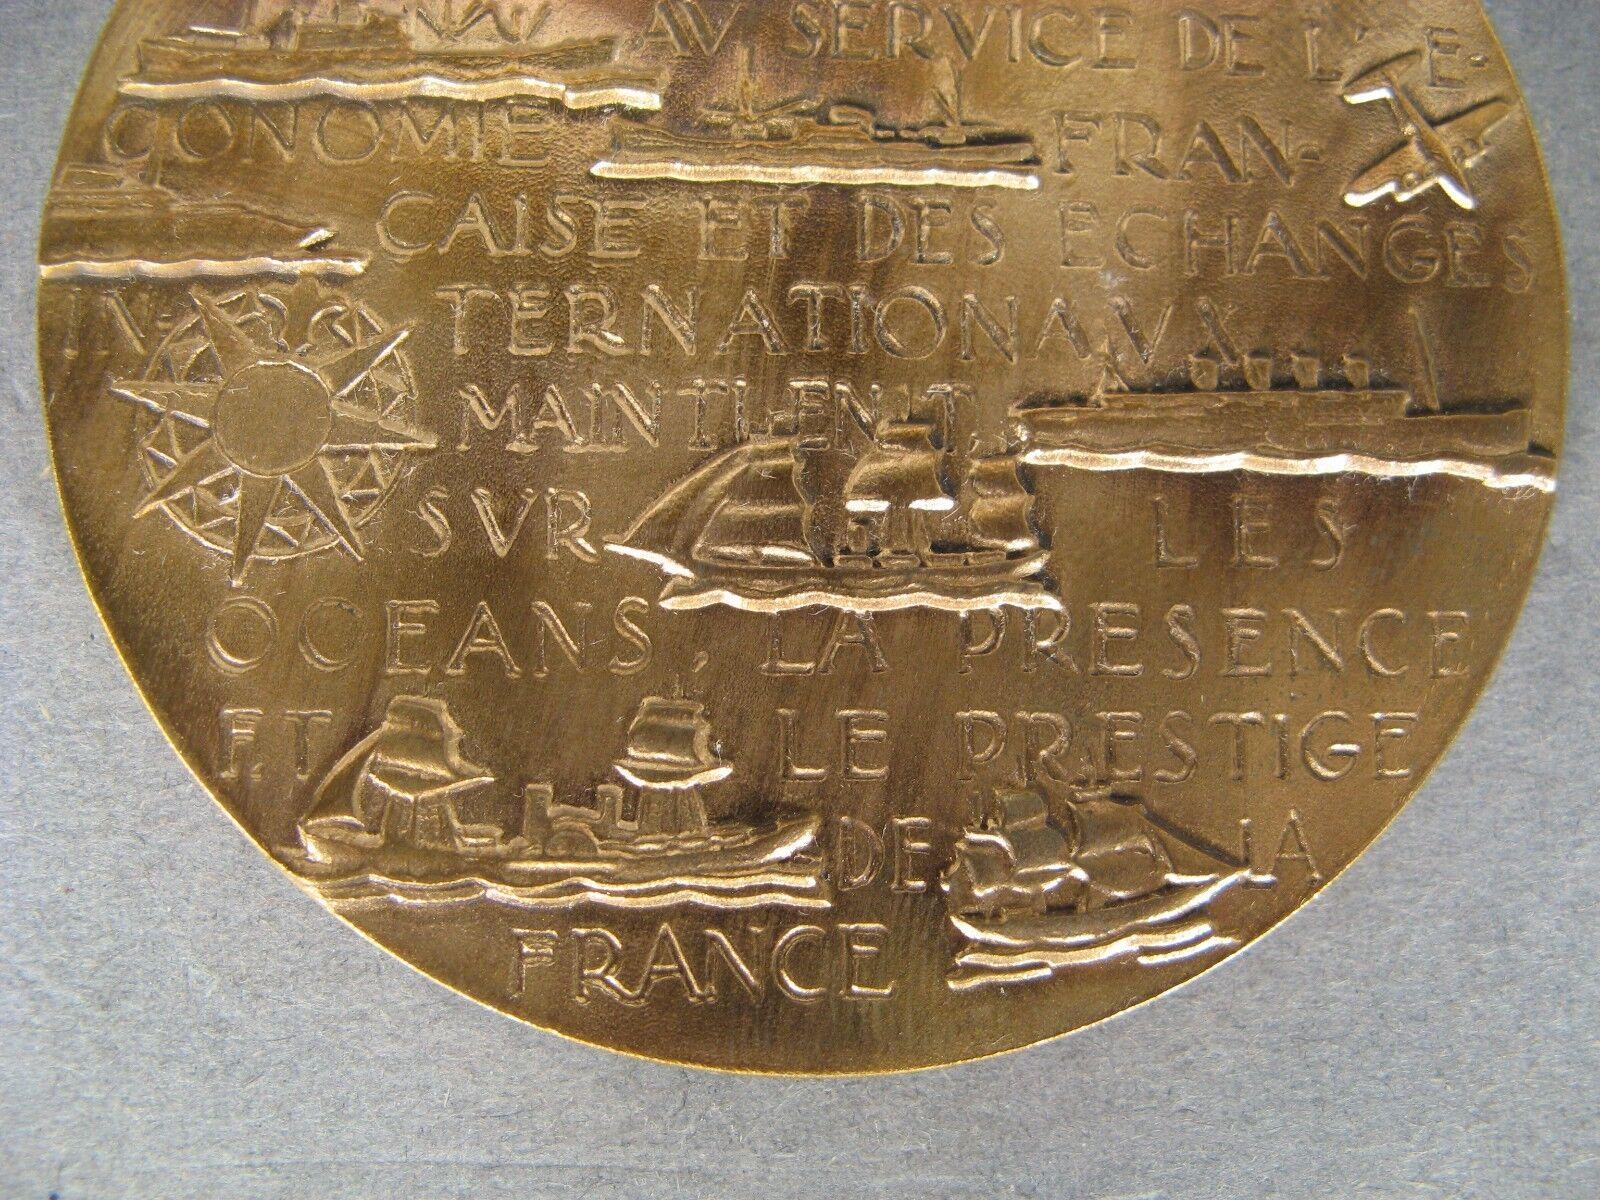 AV SERVICE DE L'E-
CONOMIE FRAN-
CAISE ET DES ECHANGES
IN- TERNATIONAVX
MAINTIENT,
SVR LES
OCEANS, LA PRESENCE
ET LE PRESTIGE
DE LA
FRANCE